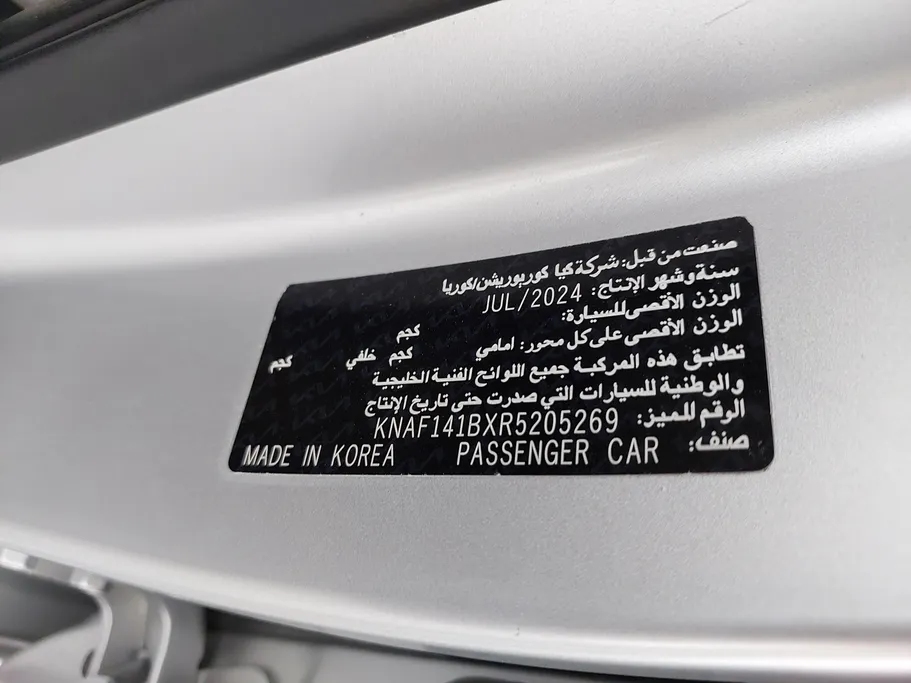 صنعت من قبل: شركة كيا كوربوريشن/كوريا
سنة وشهر الإنتاج: JUL/2024
الوزن الأقصى للسيارة: كجم
الوزن الأقصى على كل محور: امامي كجم خلفي كجم
تطابق هذه المركبة جميع اللوائح الفنية الخليجية
والوطنية للسيارات التي صدرت حتى تاريخ الإنتاج
الوقم للميز: KNAF141BXR5205269
صنف: PASSENGER CAR MADE IN KOREA